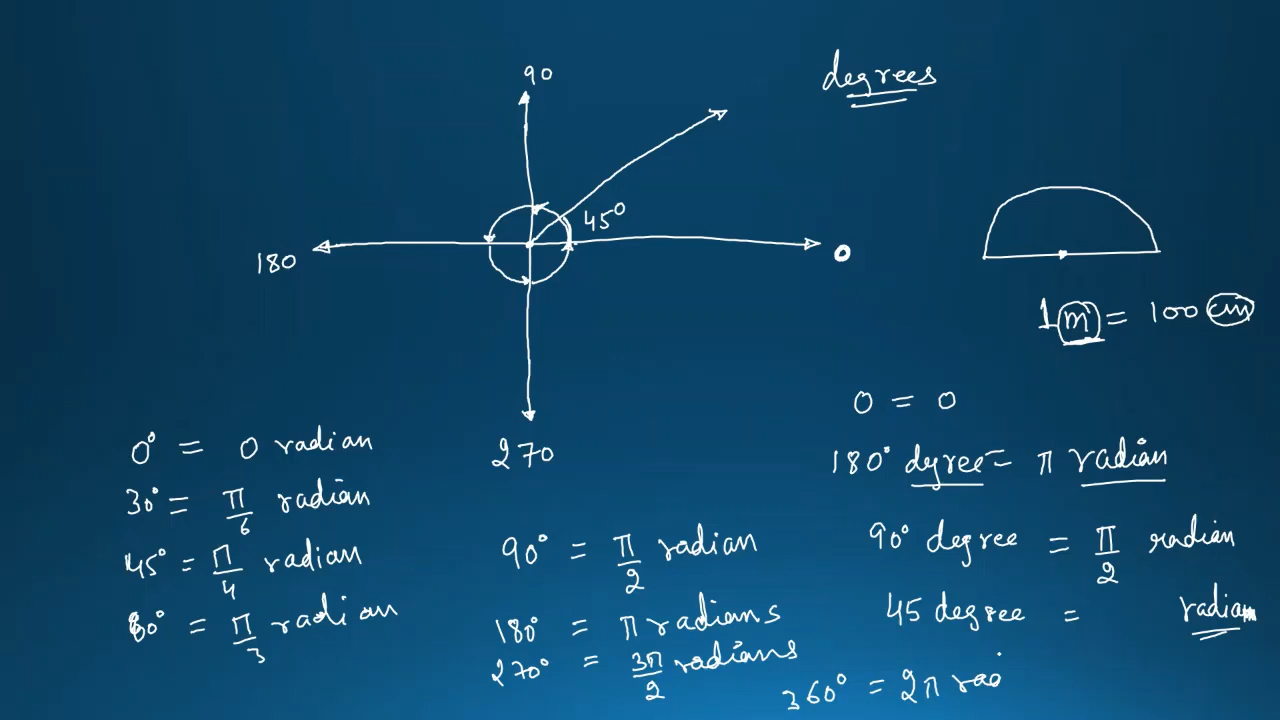 90
degrees
45°
180
0
1 m = 100 cm
270
0 = 0
180° dgree = π radian
90° degree = π/2 radian
45 degree = radian
0° = 0 radian
30° = π/6 radian
45° = π/4 radian
60° = π/3 radian
90° = π/2 radian
180° = π radians
270° = 3π/2 radians
360° = 2π rad